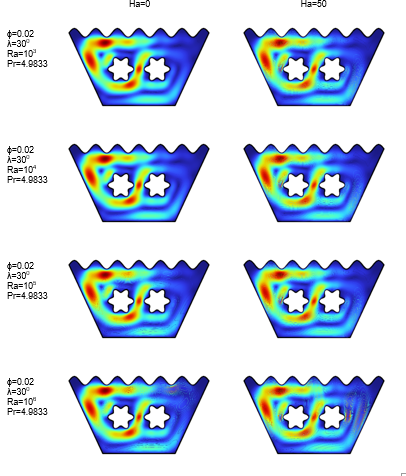 Ha=0 Ha=50
ϕ=0.02
λ=30⁰
Ra=10³
Pr=4.9833
ϕ=0.02
λ=30⁰
Ra=10⁴
Pr=4.9833
ϕ=0.02
λ=30⁰
Ra=10⁵
Pr=4.9833
ϕ=0.02
λ=30⁰
Ra=10⁶
Pr=4.9833